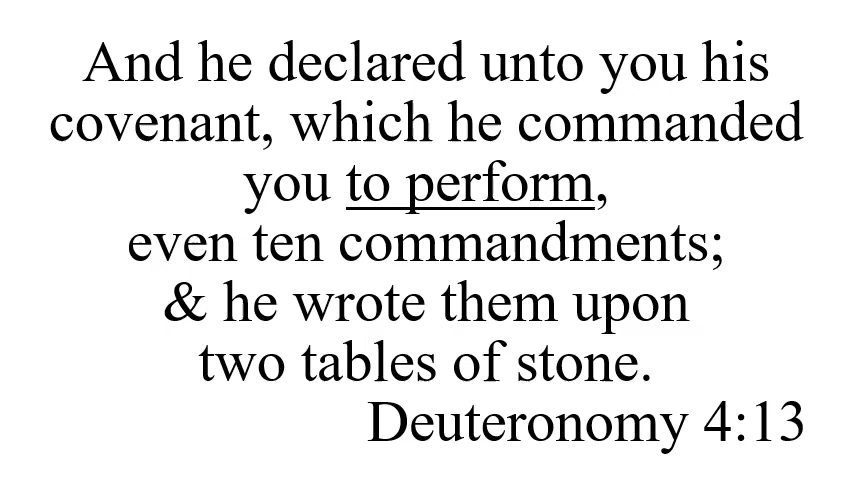 And he declared unto you his
covenant, which he commanded
you to perform,
even ten commandments;
& he wrote them upon
two tables of stone.
Deuteronomy 4:13